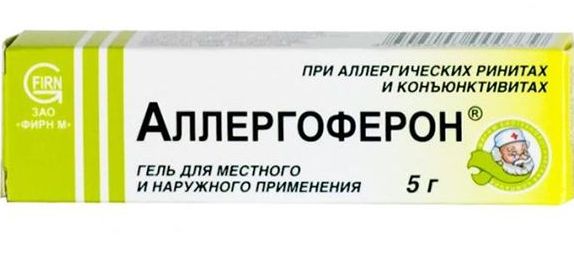 FIRN
ЗАО
«ФИРН М»
ПРИ АЛЛЕРГИЧЕСКИХ РИНИТАХ
И КОНЪЮНКТИВИТАХ
АЛЛЕРГОФЕРОН®
ГЕЛЬ ДЛЯ МЕСТНОГО
И НАРУЖНОГО ПРИМЕНЕНИЯ
5 г